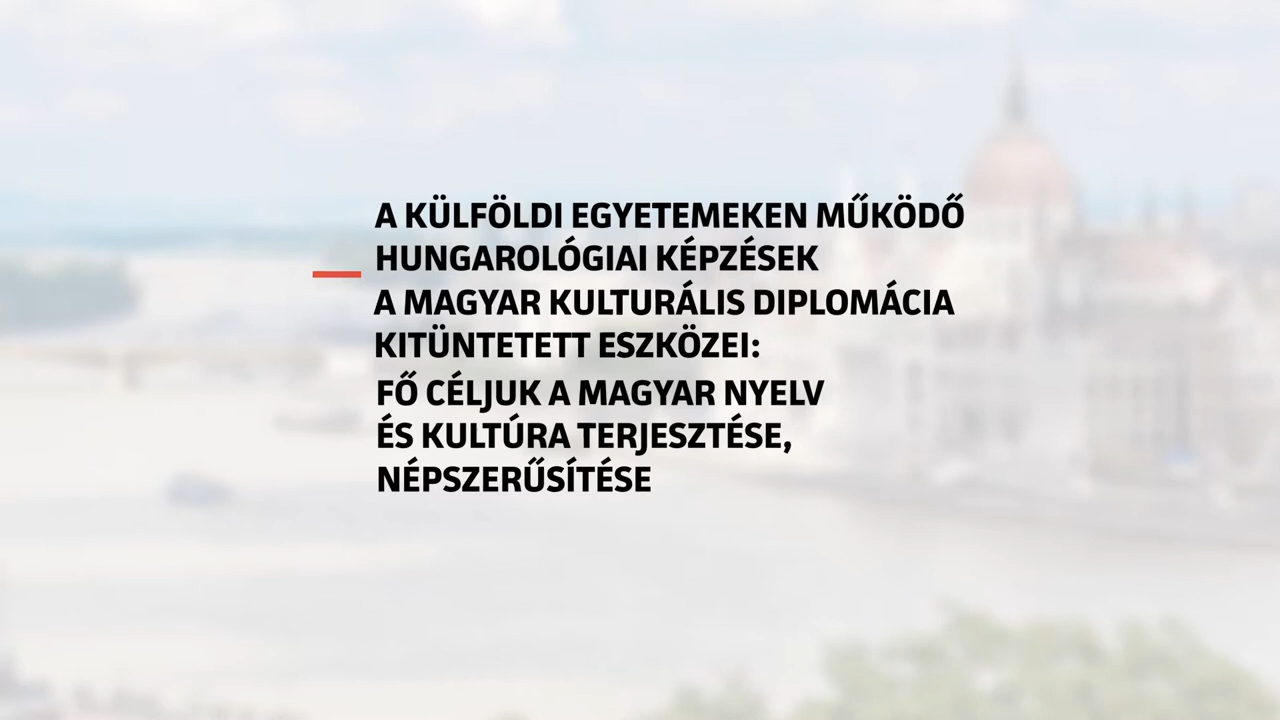 A KÜLFÖLDI EGYETEMEKEN MŰKÖDŐ
HUNGAROLÓGIAI KÉPZÉSEK
A MAGYAR KULTURÁLIS DIPLOMÁCIA
KITÜNTETETT ESZKÖZEI:
FŐ CÉLJUK A MAGYAR NYELV
ÉS KULTÚRA TERJESZTÉSE,
NÉPSZERŰSÍTÉSE